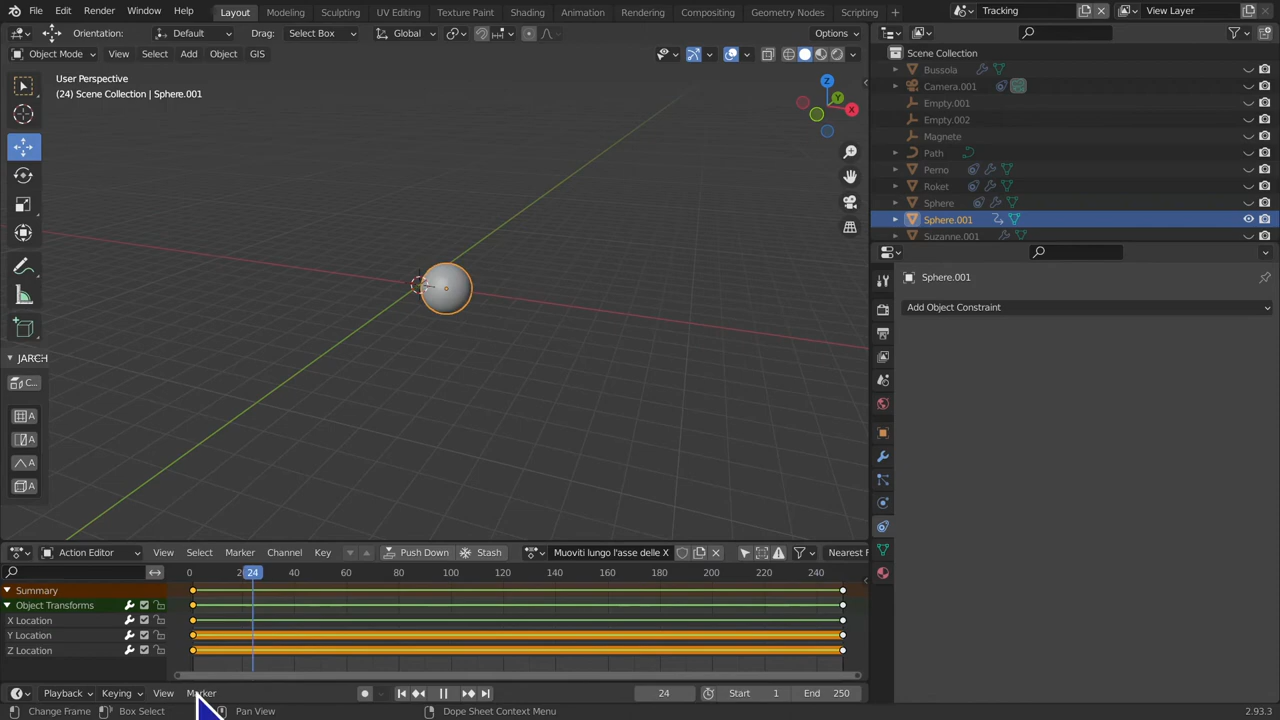 File Edit Render Window Help Layout Modeling Sculpting UV Editing Texture Paint Shading Animation Rendering Compositing Geometry Nodes Scripting + Tracking View Layer
Orientation: Default Drag: Select Box Global Options
Object Mode View Select Add Object GIS
User Perspective
(24) Scene Collection | Sphere.001
Z
Y
X
JARCH
C...
A
A
A
A
Scene Collection
Bussola
Camera.001
Empty.001
Empty.002
Magnete
Path
Perno
Roket
Sphere
Sphere.001
Suzanne.001
Sphere.001
Add Object Constraint
Action Editor View Select Marker Channel Key Push Down Stash Muoviti lungo l'asse delle X Nearest F
0 2 24 40 60 80 100 120 140 160 180 200 220 240
Summary
Object Transforms
X Location
Y Location
Z Location
Playback Keying View Marker 24 Start 1 End 250
Change Frame Box Select Pan View Dope Sheet Context Menu 2.93.3